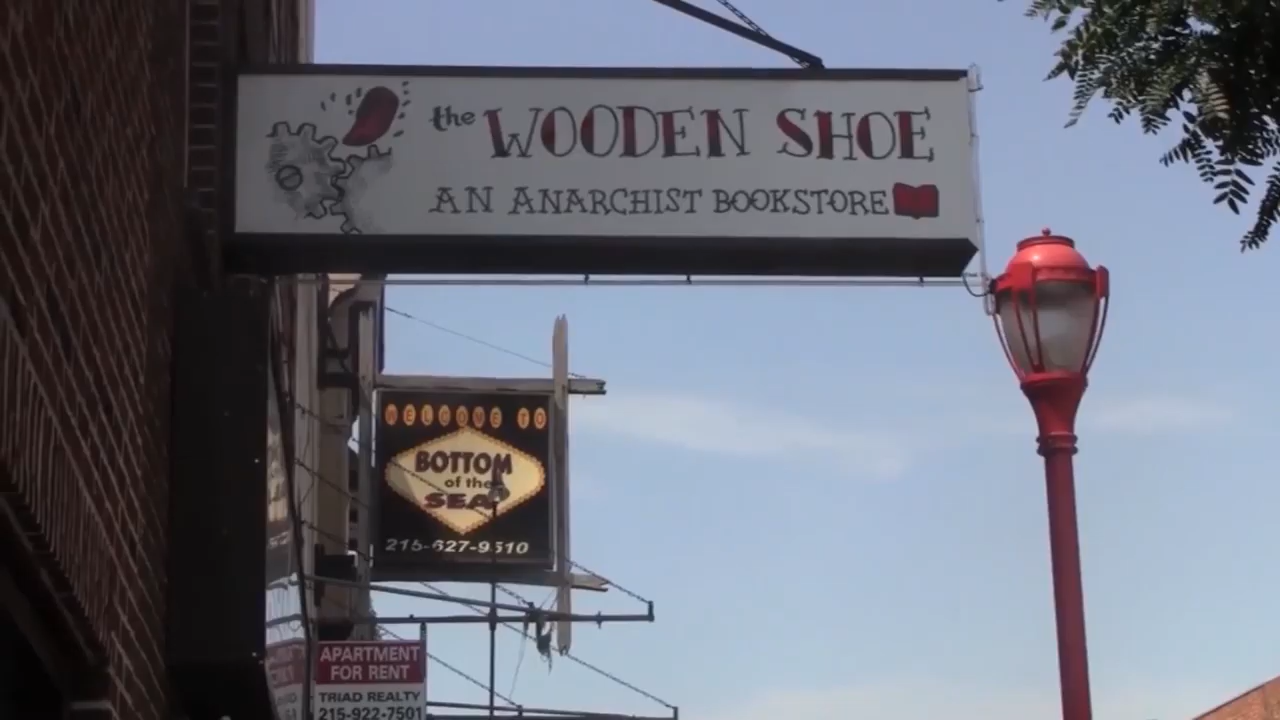 the WOODEN SHOE
AN ANARCHIST BOOKSTORE
WELCOME TO
BOTTOM
of the
SEA
215-627-9510
APARTMENT
FOR RENT
TRIAD REALTY
215-922-7501